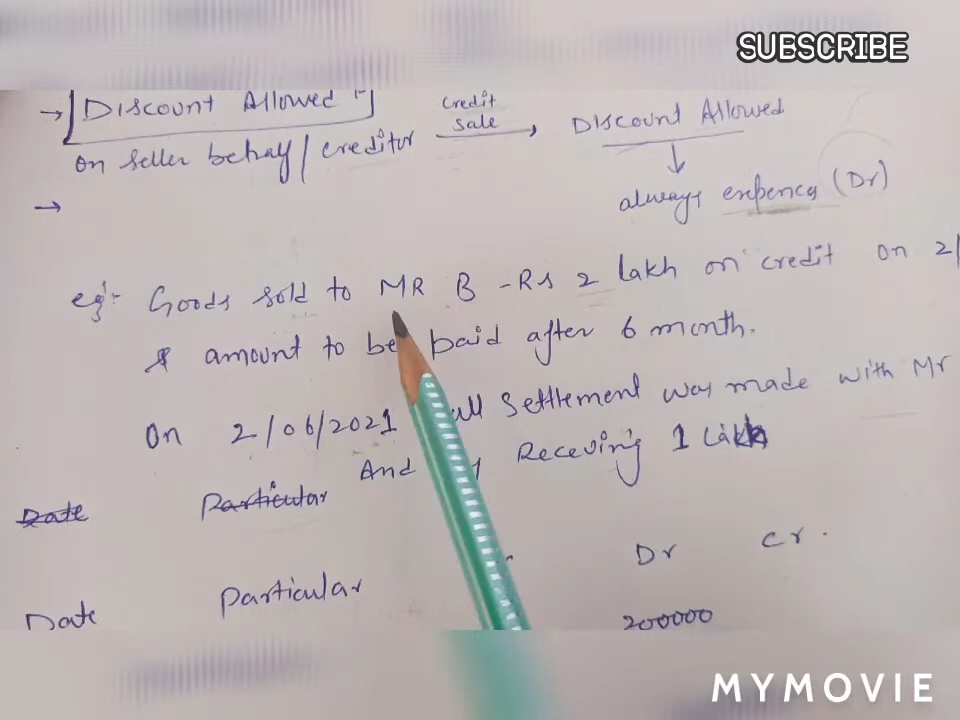 SUBSCRIBE
→ [Discount Allowed :-]
On seller behalf / creditor
Credit sale →
Discount Allowed
↓
always expences (Dr)
→
eg:- Goods sold to MR B - Rs 2 lakh on credit on 2/
& amount to be paid after 6 month.
On 2/06/2021 ull settlement was made with Mr
And Receving 1 Lakh
Date Particular
Dr Cr.
Date Particular
200000
MYMOVIE